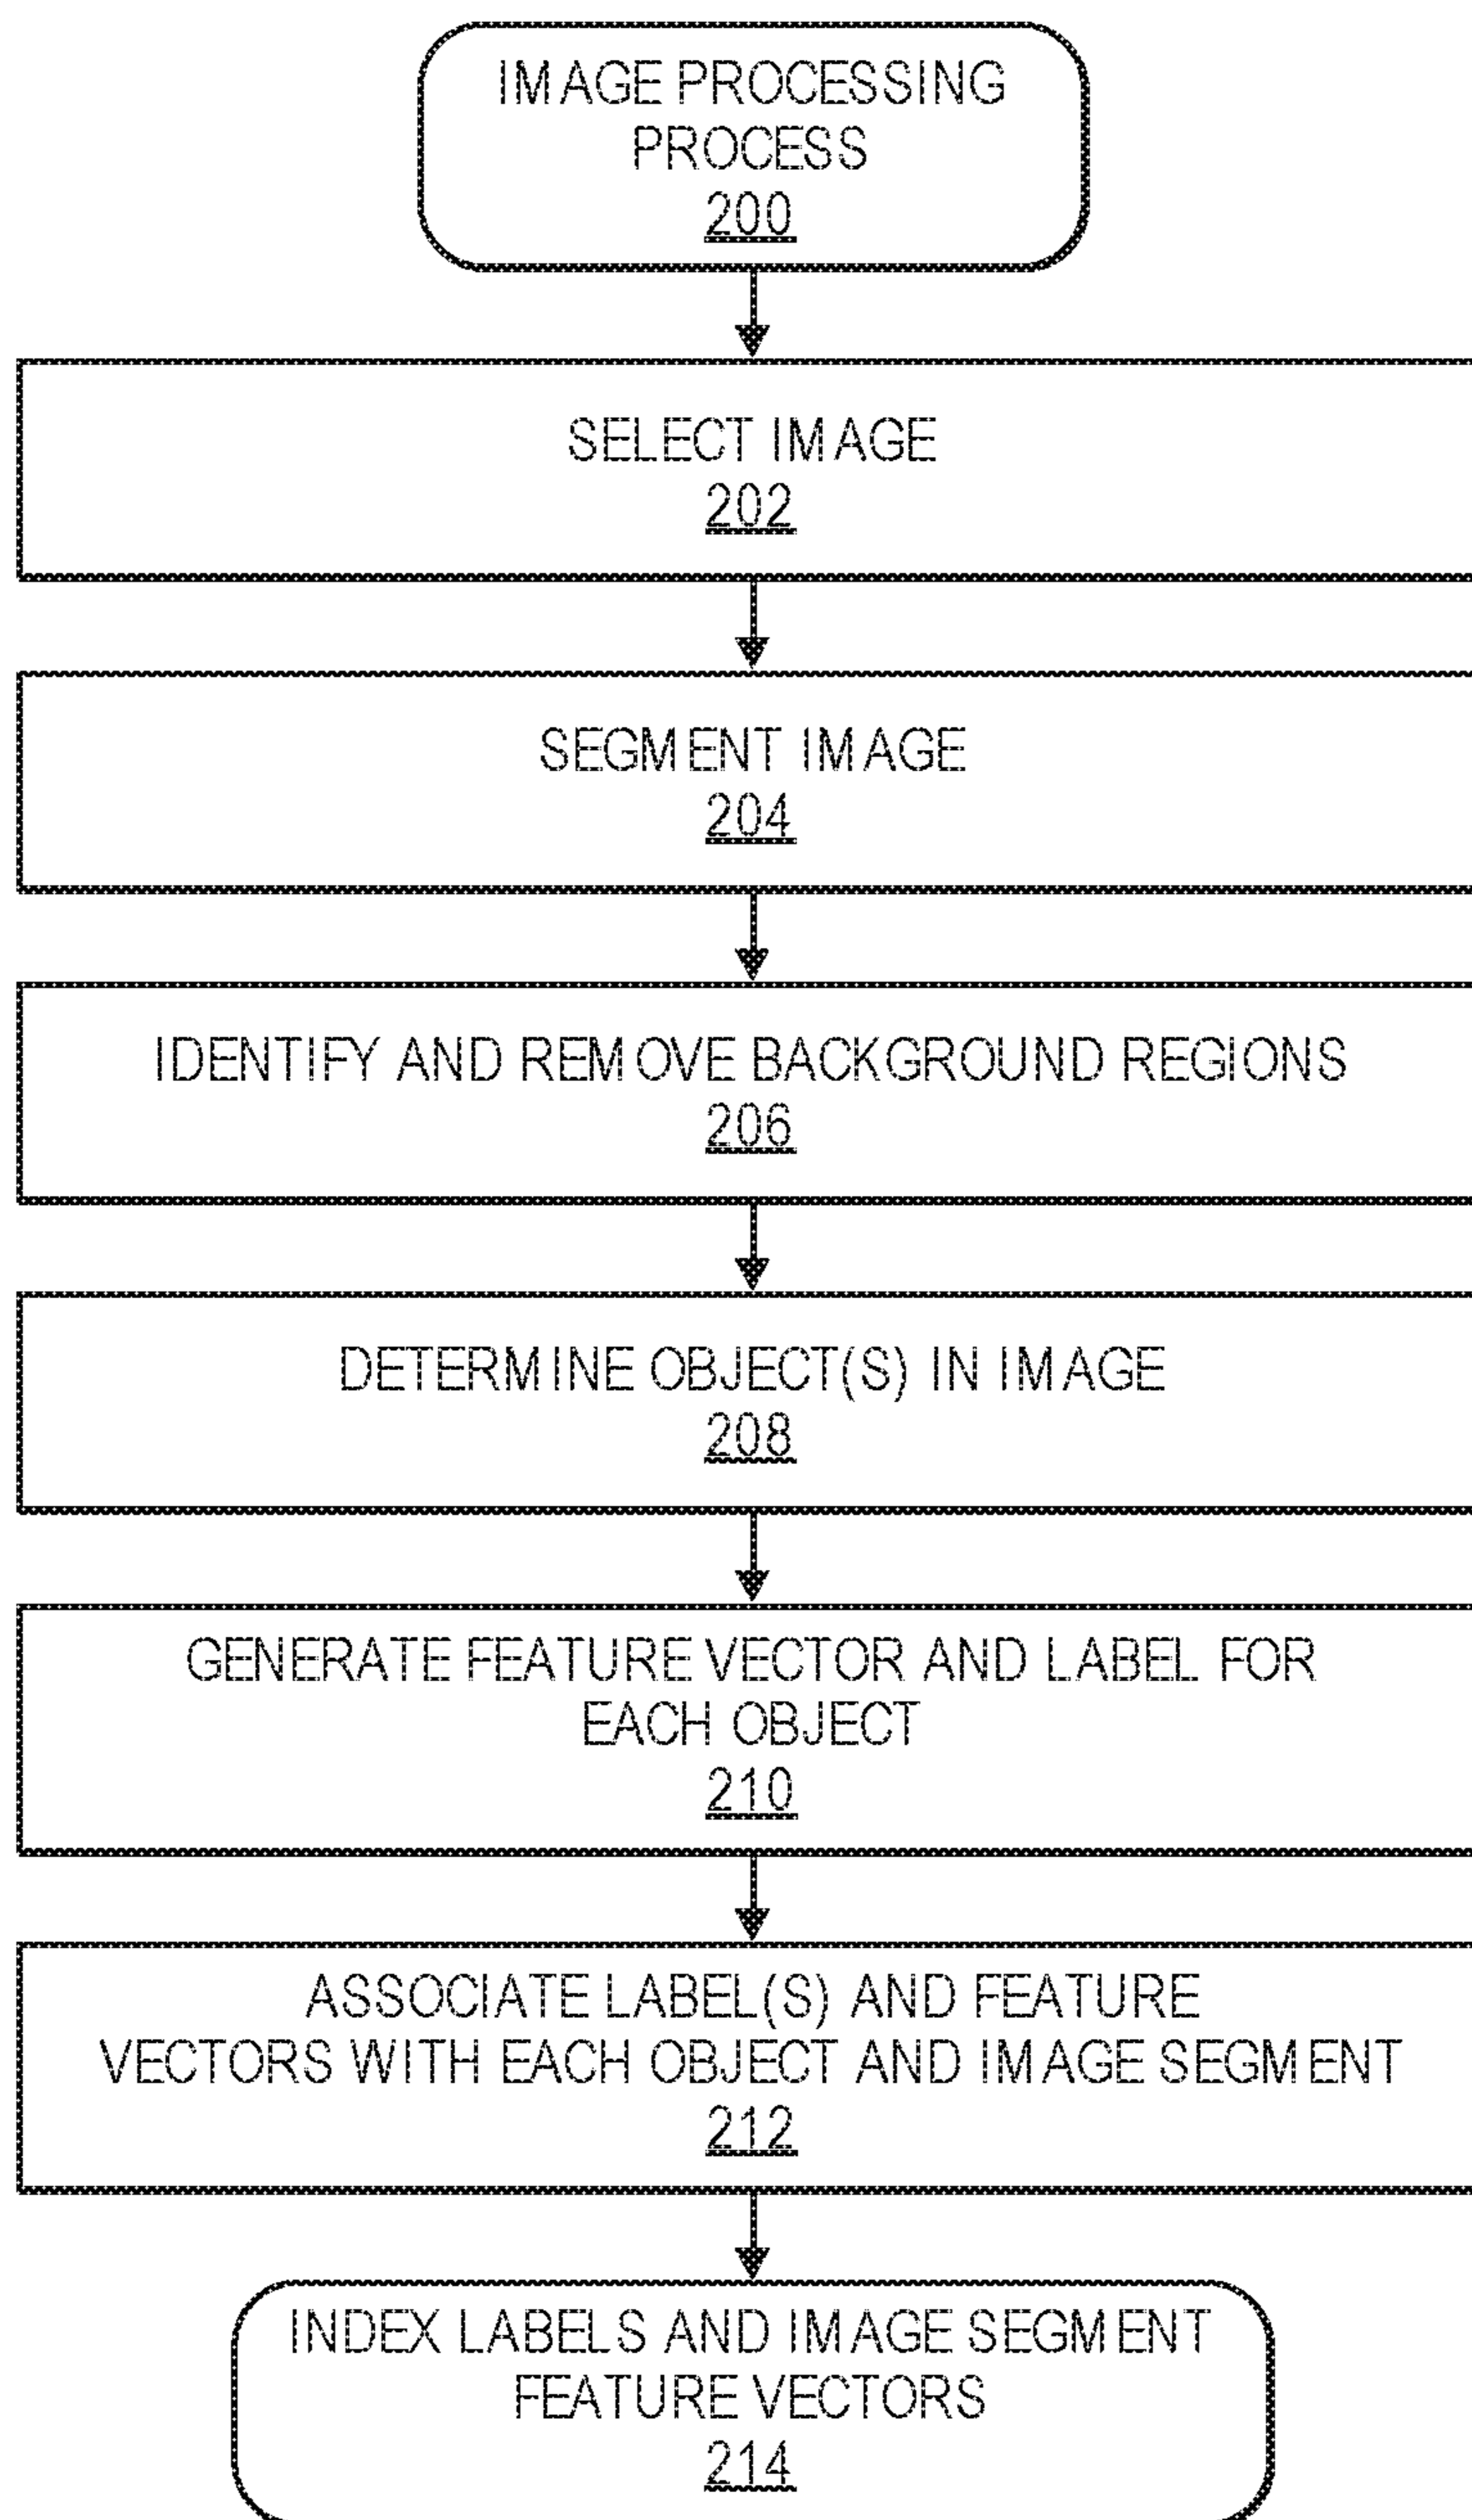 IMAGE PROCESSING
PROCESS
200
SELECT IMAGE
202
SEGMENT IMAGE
204
IDENTIFY AND REMOVE BACKGROUND REGIONS
206
DETERMINE OBJECT(S) IN IMAGE
208
GENERATE FEATURE VECTOR AND LABEL FOR
EACH OBJECT
210
ASSOCIATE LABEL(S) AND FEATURE
VECTORS WITH EACH OBJECT AND IMAGE SEGMENT
212
INDEX LABELS AND IMAGE SEGMENT
FEATURE VECTORS
214